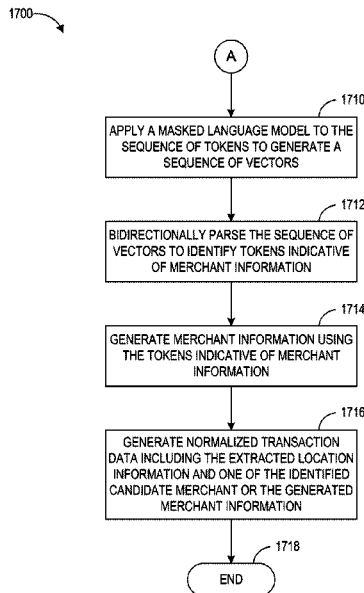 1700
A
1710
APPLY A MASKED LANGUAGE MODEL TO THE
SEQUENCE OF TOKENS TO GENERATE A
SEQUENCE OF VECTORS
1712
BIDIRECTIONALLY PARSE THE SEQUENCE OF
VECTORS TO IDENTIFY TOKENS INDICATIVE
OF MERCHANT INFORMATION
1714
GENERATE MERCHANT INFORMATION USING
THE TOKENS INDICATIVE OF MERCHANT
INFORMATION
1716
GENERATE NORMALIZED TRANSACTION
DATA INCLUDING THE EXTRACTED LOCATION
INFORMATION AND ONE OF THE IDENTIFIED
CANDIDATE MERCHANT OR THE GENERATED
MERCHANT INFORMATION
1718
END